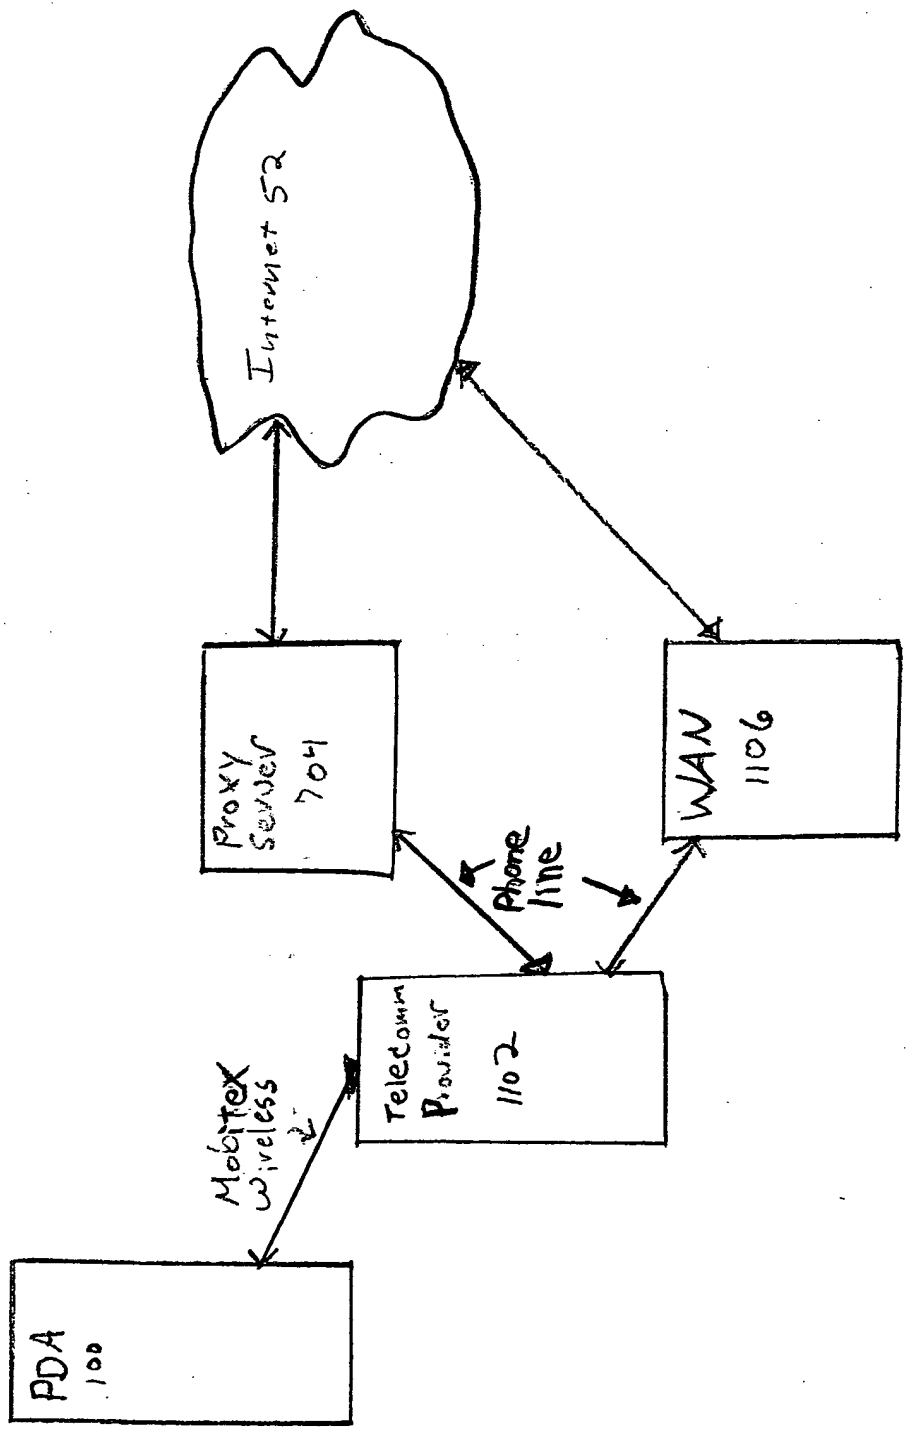 PDA
100
Mobitex
Wireless
Telecomm
Provider
1102
Phone
line
Proxy
Server
704
WAN
1106
Internet 52